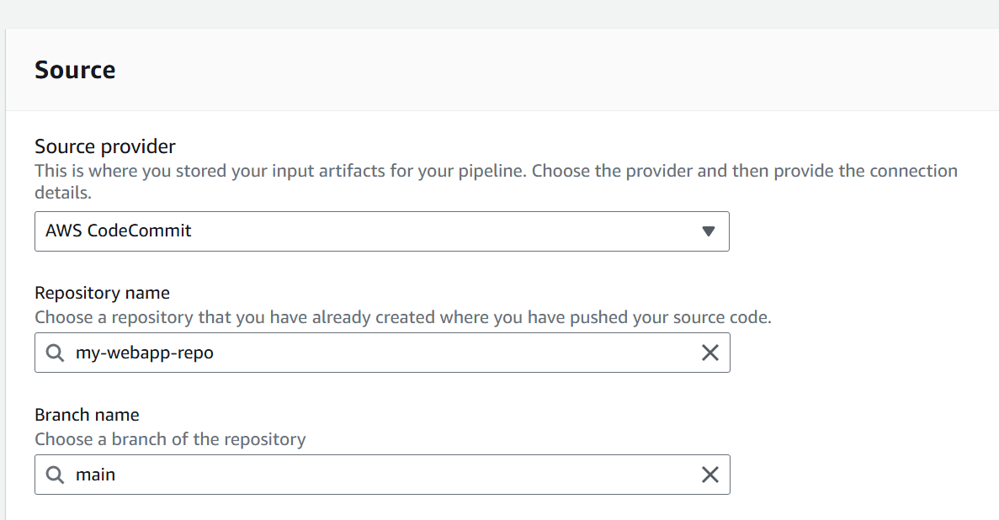 Source
Source provider
This is where you stored your input artifacts for your pipeline. Choose the provider and then provide the connection
details.
AWS CodeCommit
Repository name
Choose a repository that you have already created where you have pushed your source code.
my-webapp-repo
Branch name
Choose a branch of the repository
main